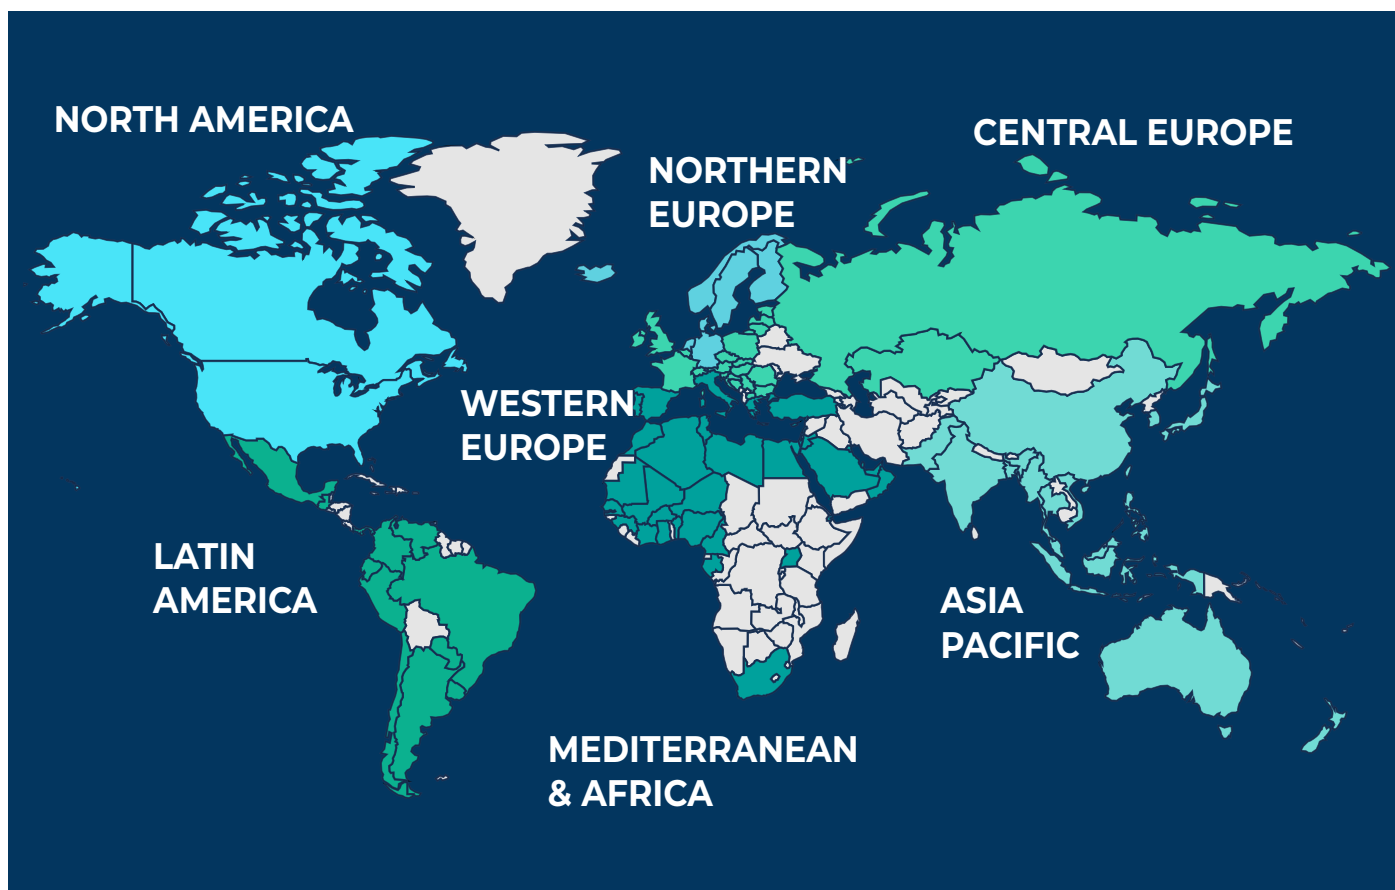 NORTH AMERICA
CENTRAL EUROPE
NORTHERN
EUROPE
WESTERN
EUROPE
LATIN
AMERICA
ASIA
PACIFIC
MEDITERRANEAN
& AFRICA